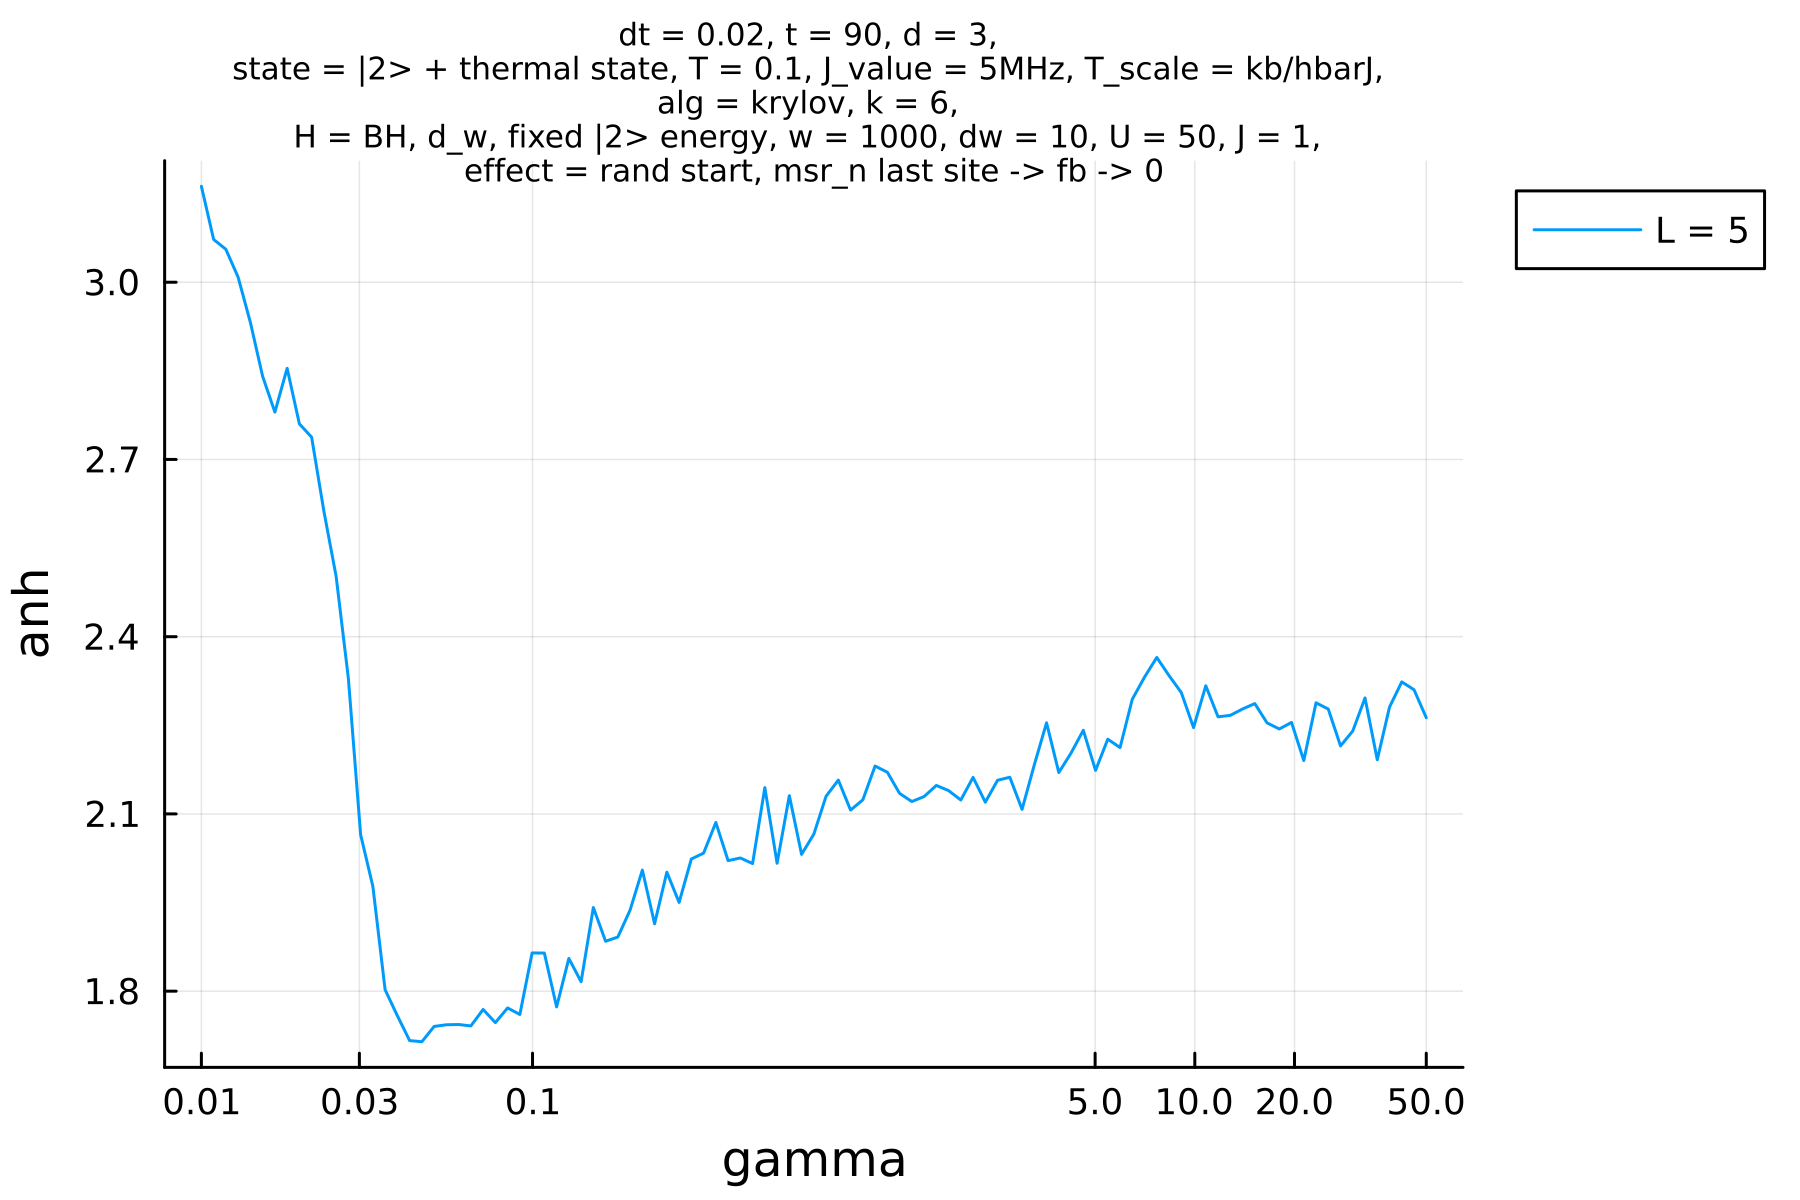 dt = 0.02, t = 90, d = 3,
state = |2> + thermal state, T = 0.1, J_value = 5MHz, T_scale = kb/hbarJ,
alg = krylov, k = 6,
H = BH, d_w, fixed |2> energy, w = 1000, dw = 10, U = 50, J = 1,
effect = rand start, msr_n last site -> fb -> 0
L = 5
3.0
2.7
2.4
2.1
1.8
anh
0.01 0.03 0.1 5.0 10.0 20.0 50.0
gamma